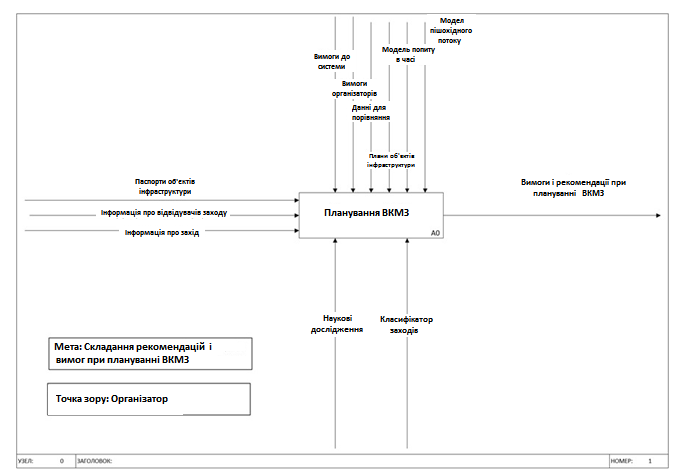 Модел
пішохідного
потоку
Модель попиту
в часі
Вимоги до
системи
Вимоги
організаторів
Данні для
порівняння
Плани об'єктів
інфраструктури
Паспорти об'єктів
інфраструктури
Інформація про відвідувачів заходу
Інформація про захід
Планування ВКМЗ
A0
Вимоги і рекомендації при
плануванні ВКМЗ
Наукові
дослідження
Класифікатор
заходів
Мета: Складання рекомендацій і
вимог при плануванні ВКМЗ
Точка зору: Організатор
УЗЕЛ: 0 ЗАГОЛОВОК: НОМЕР: 1